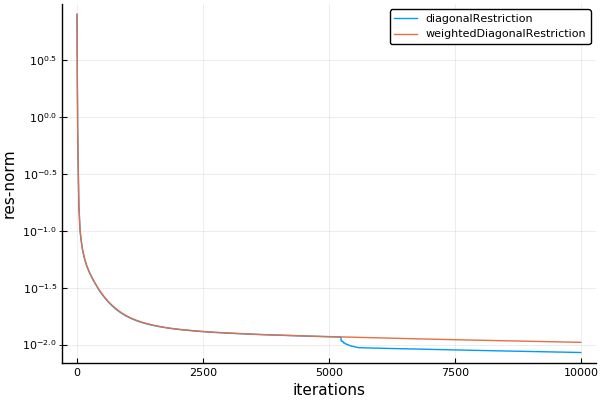 diagonalRestriction
weightedDiagonalRestriction
res-norm
10^0.5
10^0.0
10^-0.5
10^-1.0
10^-1.5
10^-2.0
0 2500 5000 7500 10000
iterations